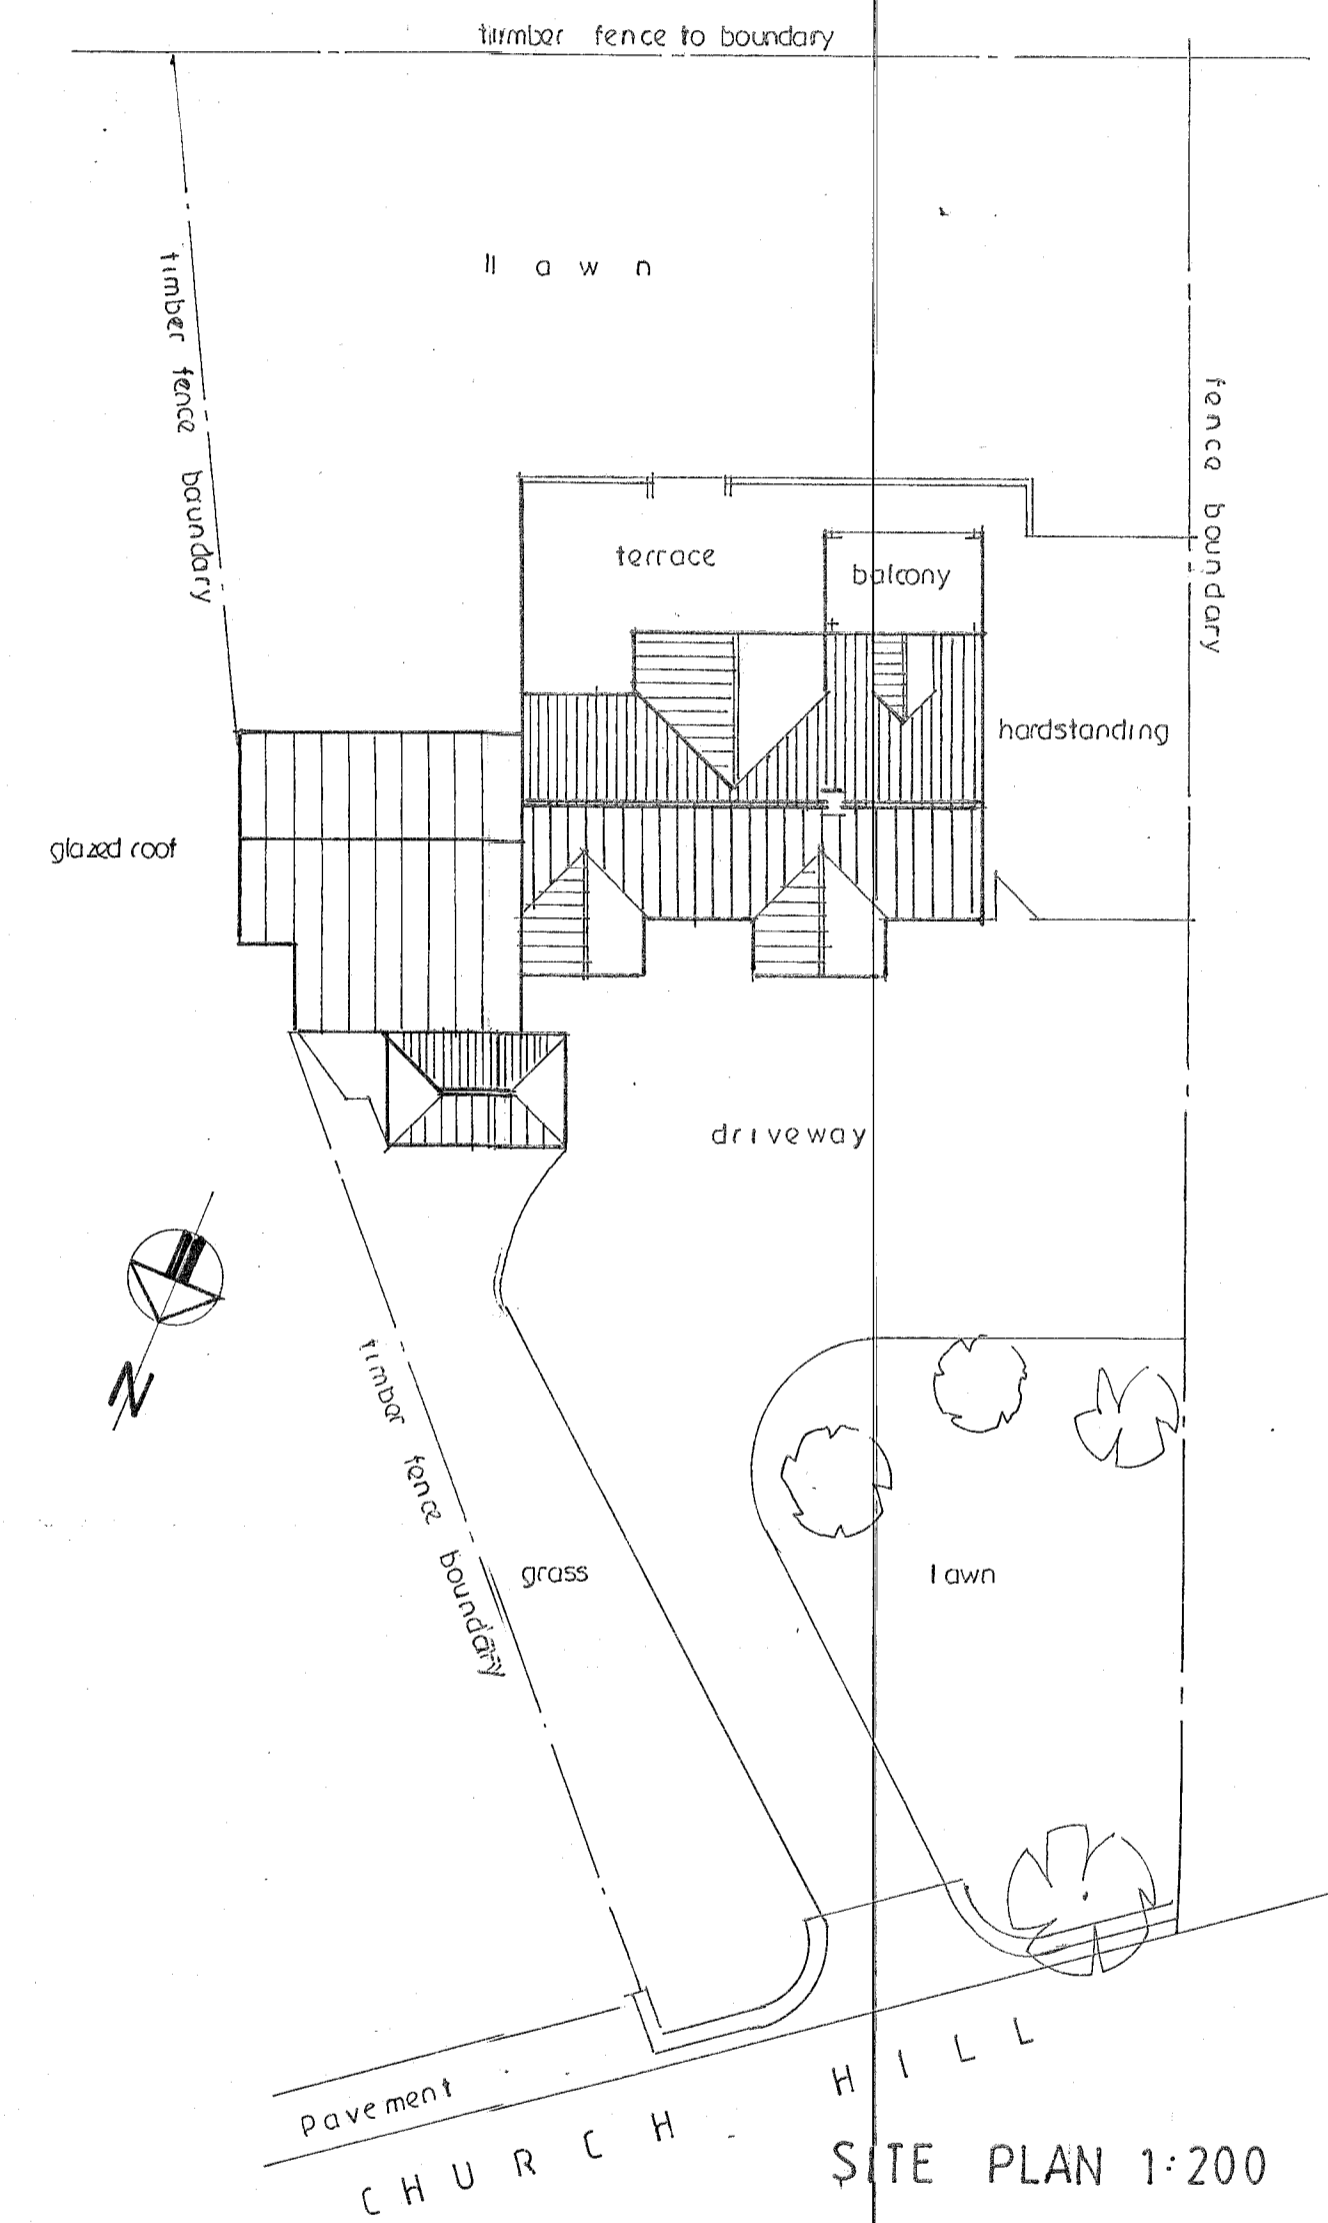 timber fence to boundary
lawn
timber fence boundary
fence boundary
terrace
balcony
hardstanding
glazed roof
driveway
N
timber fence boundary
grass
lawn
Pavement
CHURCH HILL
SITE PLAN 1:200